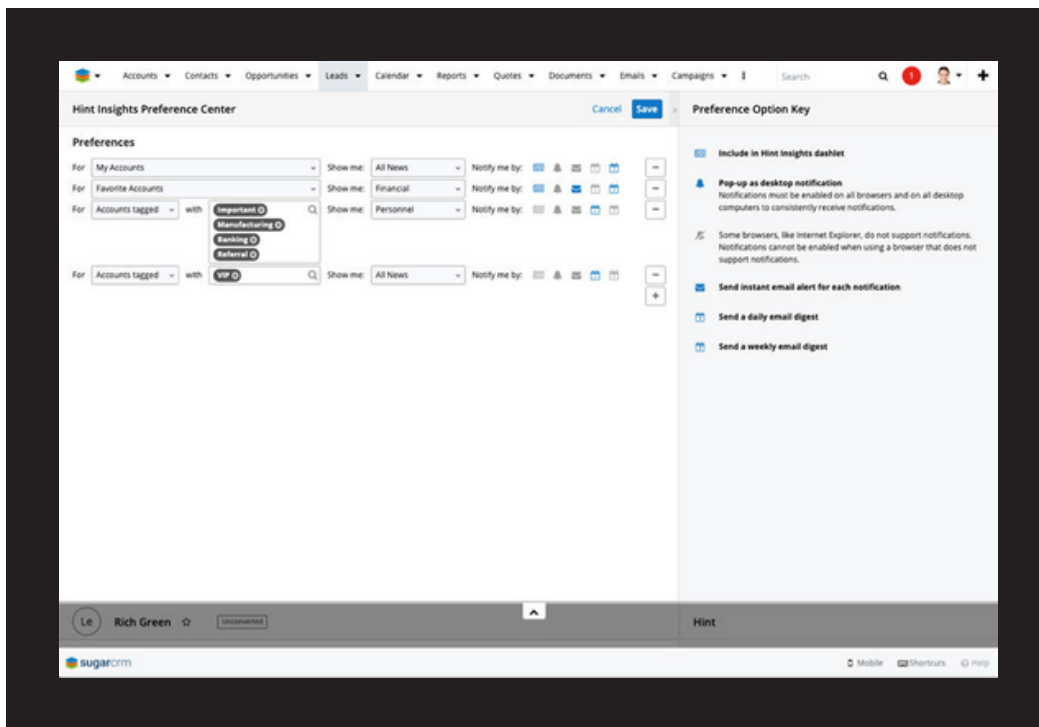 Accounts Contacts Opportunities Leads Calendar Reports Quotes Documents Emails Campaigns Search 1
Hint Insights Preference Center Cancel Save
Preferences
For My Accounts Show me: All News Notify me by:
For Favorite Accounts Show me: Financial Notify me by:
For Accounts tagged with Important Show me: Personnel Notify me by:
Manufacturing
Banking
Referral
For Accounts tagged with VIP Show me: All News Notify me by:
Preference Option Key
Include in Hint Insights dashlet
Pop-up as desktop notification
Notifications must be enabled on all browsers and on all desktop
computers to consistently receive notifications.
Some browsers, like Internet Explorer, do not support notifications.
Notifications cannot be enabled when using a browser that does not
support notifications.
Send instant email alert for each notification
Send a daily email digest
Send a weekly email digest
Le Rich Green Unconverted
Hint
sugarcrm Mobile Shortcuts Help